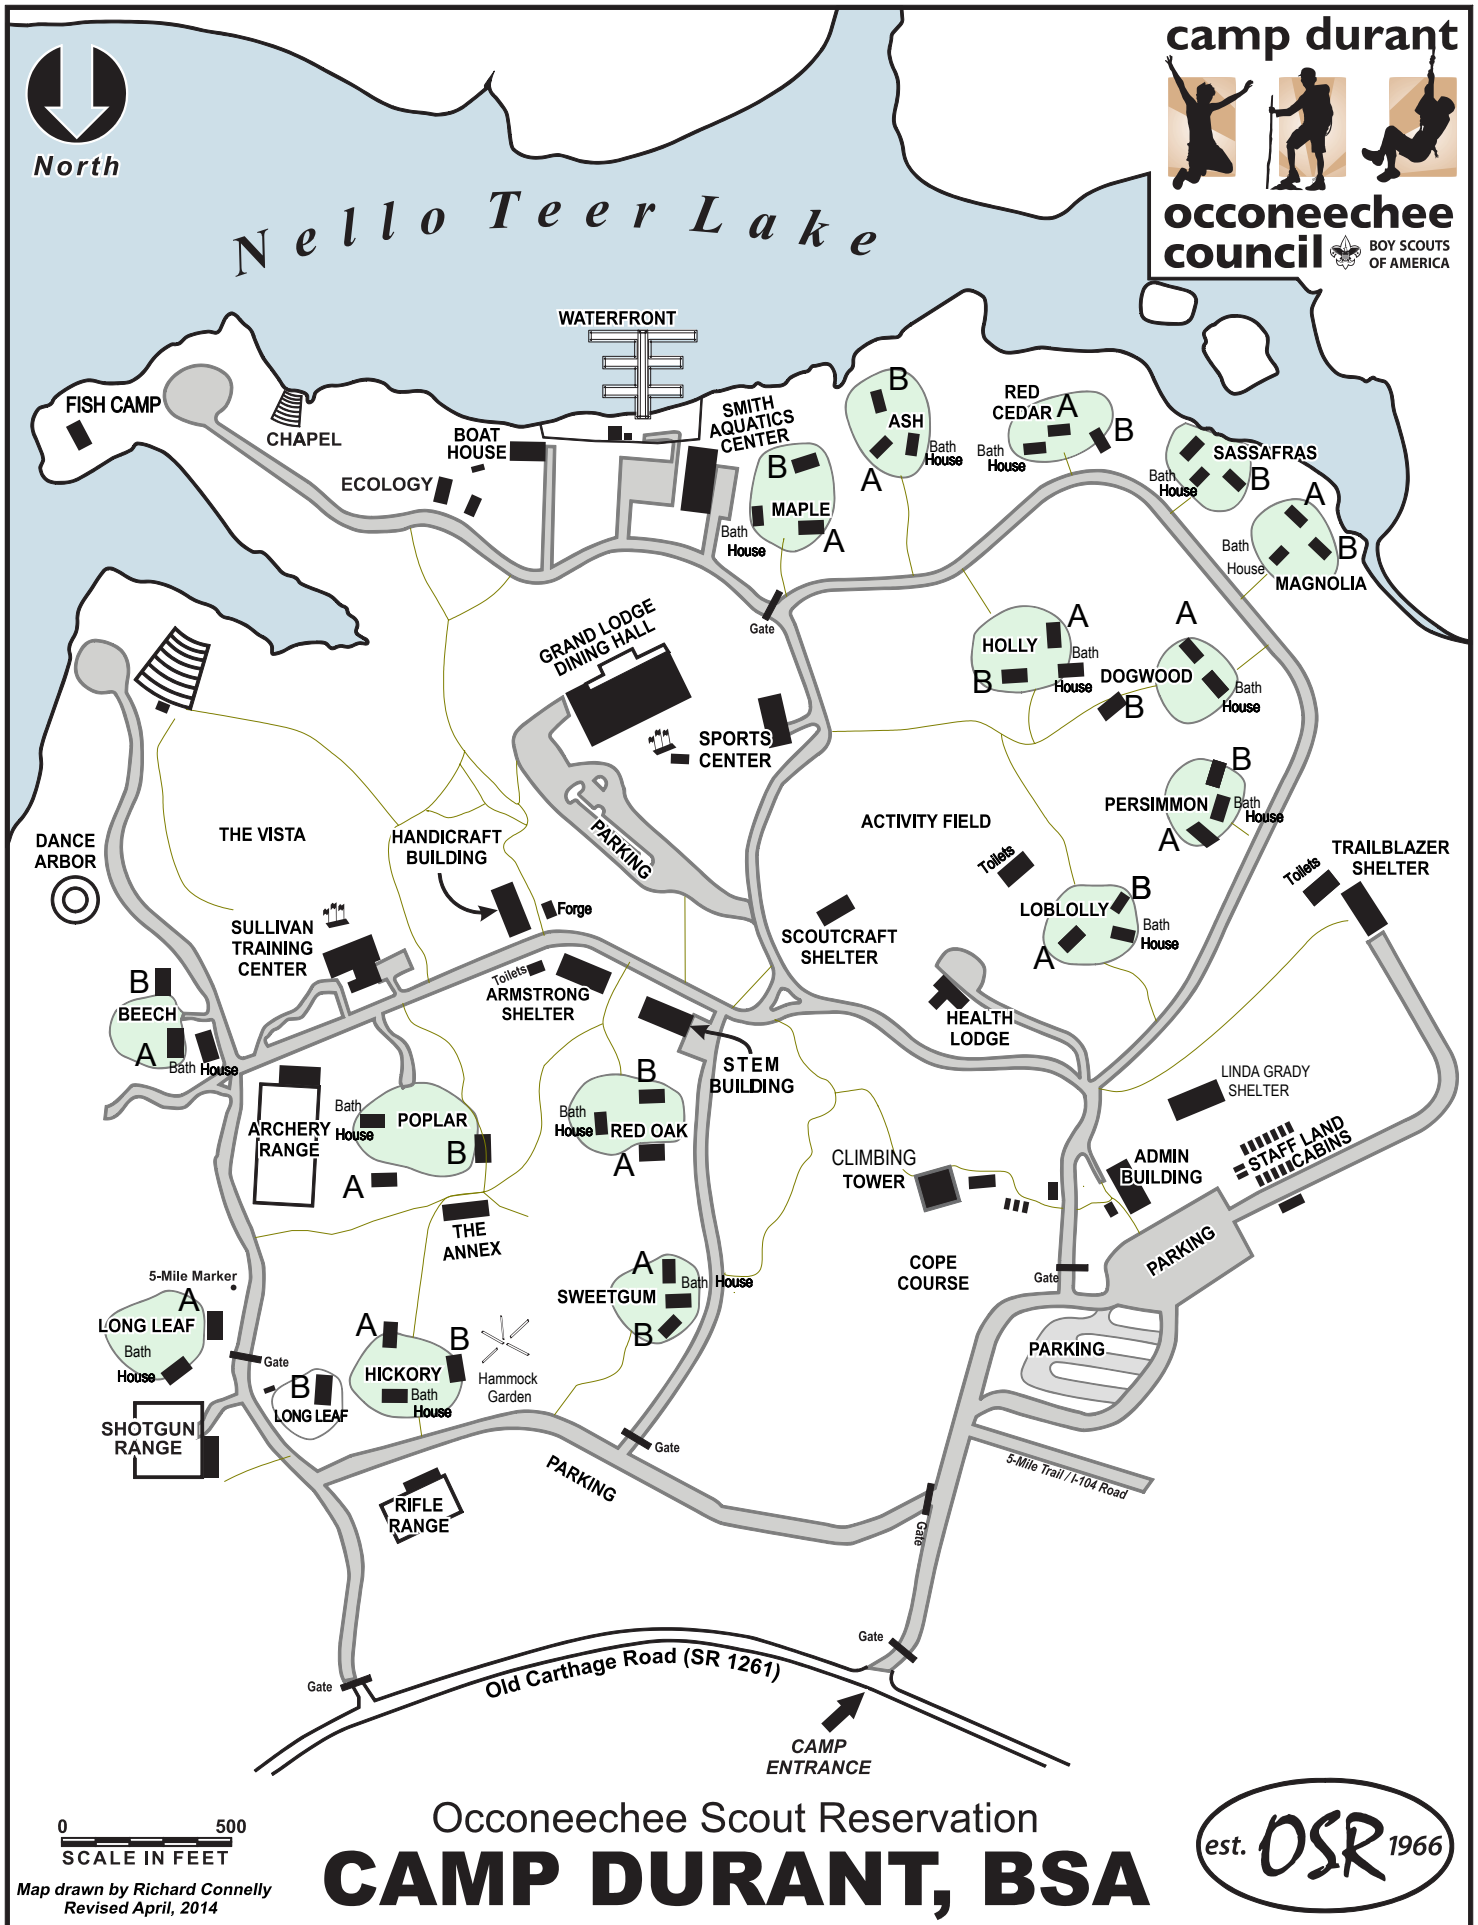 camp durant
occoneechee
council
BOY SCOUTS
OF AMERICA
North
Nello Teer Lake
WATERFRONT
FISH CAMP
CHAPEL
BOAT
HOUSE
ECOLOGY
SMITH
AQUATICS
CENTER
B
MAPLE
A
Bath
House
B
ASH
A
Bath
House
RED
CEDAR
A
B
Bath
House
SASSAFRAS
B
Bath
House
A
B
Bath
House
MAGNOLIA
Gate
GRAND LODGE
DINING HALL
HOLLY
A
B
Bath
House
A
DOGWOOD
B
Bath
House
SPORTS
CENTER
PARKING
ACTIVITY FIELD
B
PERSIMMON
Bath
House
A
TRAILBLAZER
SHELTER
Toilets
Toilets
B
LOBLOLLY
A
Bath
House
DANCE
ARBOR
THE VISTA
HANDICRAFT
BUILDING
Forge
SULLIVAN
TRAINING
CENTER
Toilets
ARMSTRONG
SHELTER
SCOUTCRAFT
SHELTER
HEALTH
LODGE
B
BEECH
A
Bath House
STEM
BUILDING
LINDA GRADY
SHELTER
ARCHERY
RANGE
Bath
House
POPLAR
B
A
B
Bath
House
RED OAK
A
CLIMBING
TOWER
ADMIN
BUILDING
STAFF LAND
CABINS
THE
ANNEX
COPE
COURSE
PARKING
Gate
5-Mile Marker
A
LONG LEAF
Bath
House
Gate
B
LONG LEAF
A
B
HICKORY
Bath
House
Hammock
Garden
A
Bath House
SWEETGUM
B
PARKING
SHOTGUN
RANGE
RIFLE
RANGE
PARKING
Gate
5-Mile Trail / I-104 Road
Gate
Gate
Gate
Old Carthage Road (SR 1261)
CAMP
ENTRANCE
0 500
SCALE IN FEET
Map drawn by Richard Connelly
Revised April, 2014
Occoneechee Scout Reservation
CAMP DURANT, BSA
est. OSR 1966